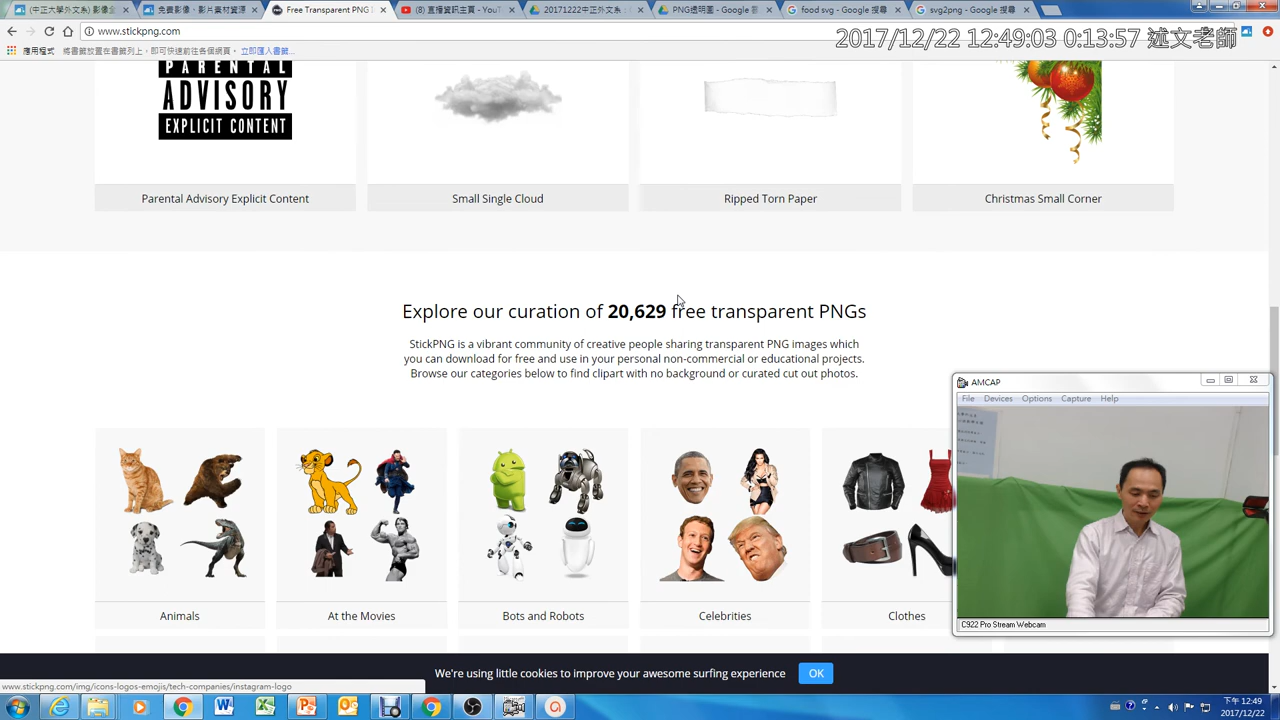 (中正大學外文系) 影像全
免費影像、影片素材資源
Free Transparent PNG I
(8) 直播資訊主頁 - YouT
20171222中正外文系 :
PNG透明圖 - Google 雲
food svg - Google 搜尋
svg2png - Google 搜尋
www.stickpng.com
2017/12/22 12:49:03 0:13:57 述文老師
應用程式 將書籤放置在書籤列上，即可快速前往各個網頁。 立即匯入書籤...
PARENTAL
ADVISORY
EXPLICIT CONTENT
Parental Advisory Explicit Content
Small Single Cloud
Ripped Torn Paper
Christmas Small Corner
Explore our curation of 20,629 free transparent PNGs
StickPNG is a vibrant community of creative people sharing transparent PNG images which
you can download for free and use in your personal non-commercial or educational projects.
Browse our categories below to find clipart with no background or curated cut out photos.
AMCAP
File Devices Options Capture Help
C922 Pro Stream Webcam
Animals
At the Movies
Bots and Robots
Celebrities
Clothes
We're using little cookies to improve your awesome surfing experience
OK
www.stickpng.com/img/icons-logos-emojis/tech-companies/instagram-logo
下午 12:49
2017/12/22